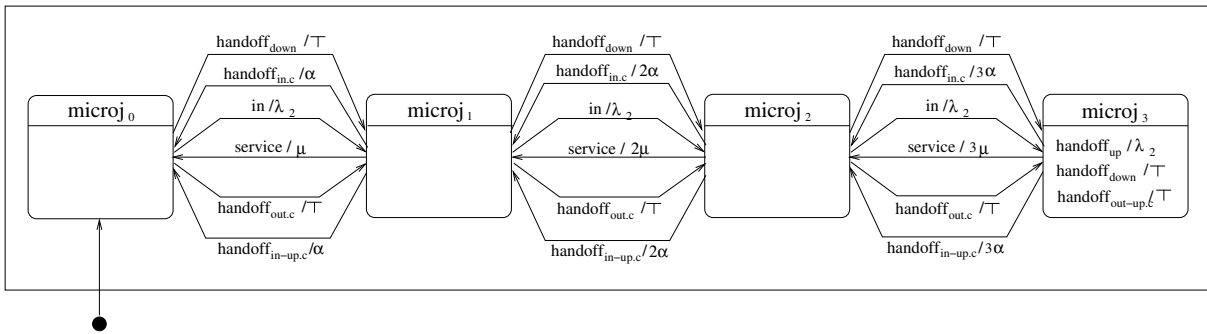 handoff_down /⊤ handoff_down /⊤ handoff_down /⊤
handoff_in.c /α handoff_in.c /2α handoff_in.c /3α
microj_0 in /λ_2 microj_1 in /λ_2 microj_2 in /λ_2 microj_3
service / μ service / 2μ service / 3μ handoff_up /λ_2
handoff_down /⊤
handoff_out-up.c /⊤
handoff_out.c /⊤ handoff_out.c /⊤ handoff_out.c /⊤
handoff_in-up.c /α handoff_in-up.c /2α handoff_in-up.c /3α